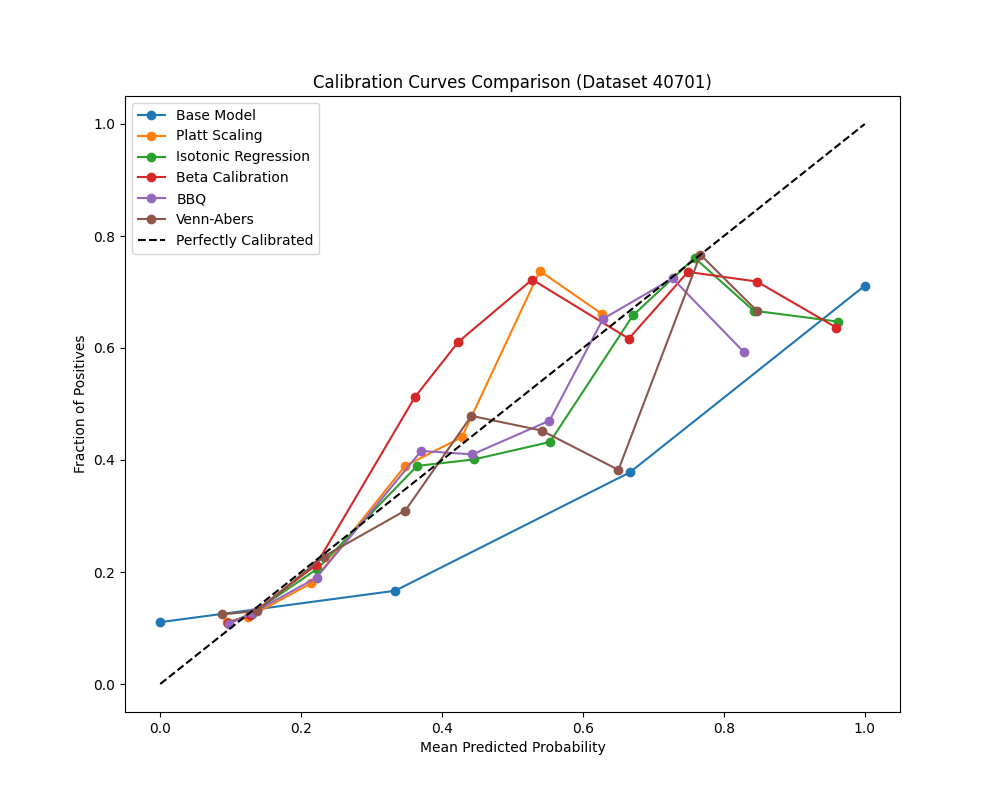 Calibration Curves Comparison (Dataset 40701)
Base Model
Platt Scaling
Isotonic Regression
Beta Calibration
BBQ
Venn-Abers
Perfectly Calibrated
Fraction of Positives
1.0
0.8
0.6
0.4
0.2
0.0
0.0 0.2 0.4 0.6 0.8 1.0
Mean Predicted Probability